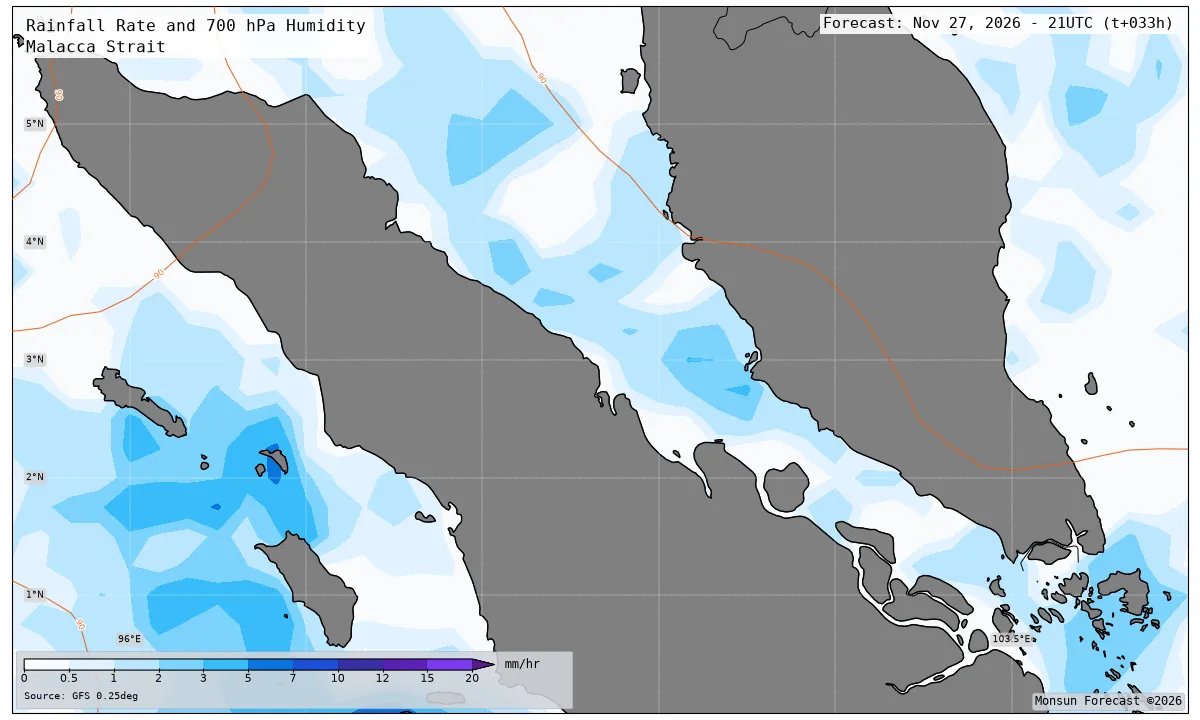 Rainfall Rate and 700 hPa Humidity
Malacca Strait
Forecast: Nov 27, 2026 - 21UTC (t+033h)
90
90
5°N
4°N
90
3°N
2°N
1°N
90
96°E
103.5°E
0 0.5 1 2 3 5 7 10 12 15 20 mm/hr
Source: GFS 0.25deg
Monsun Forecast ©2026